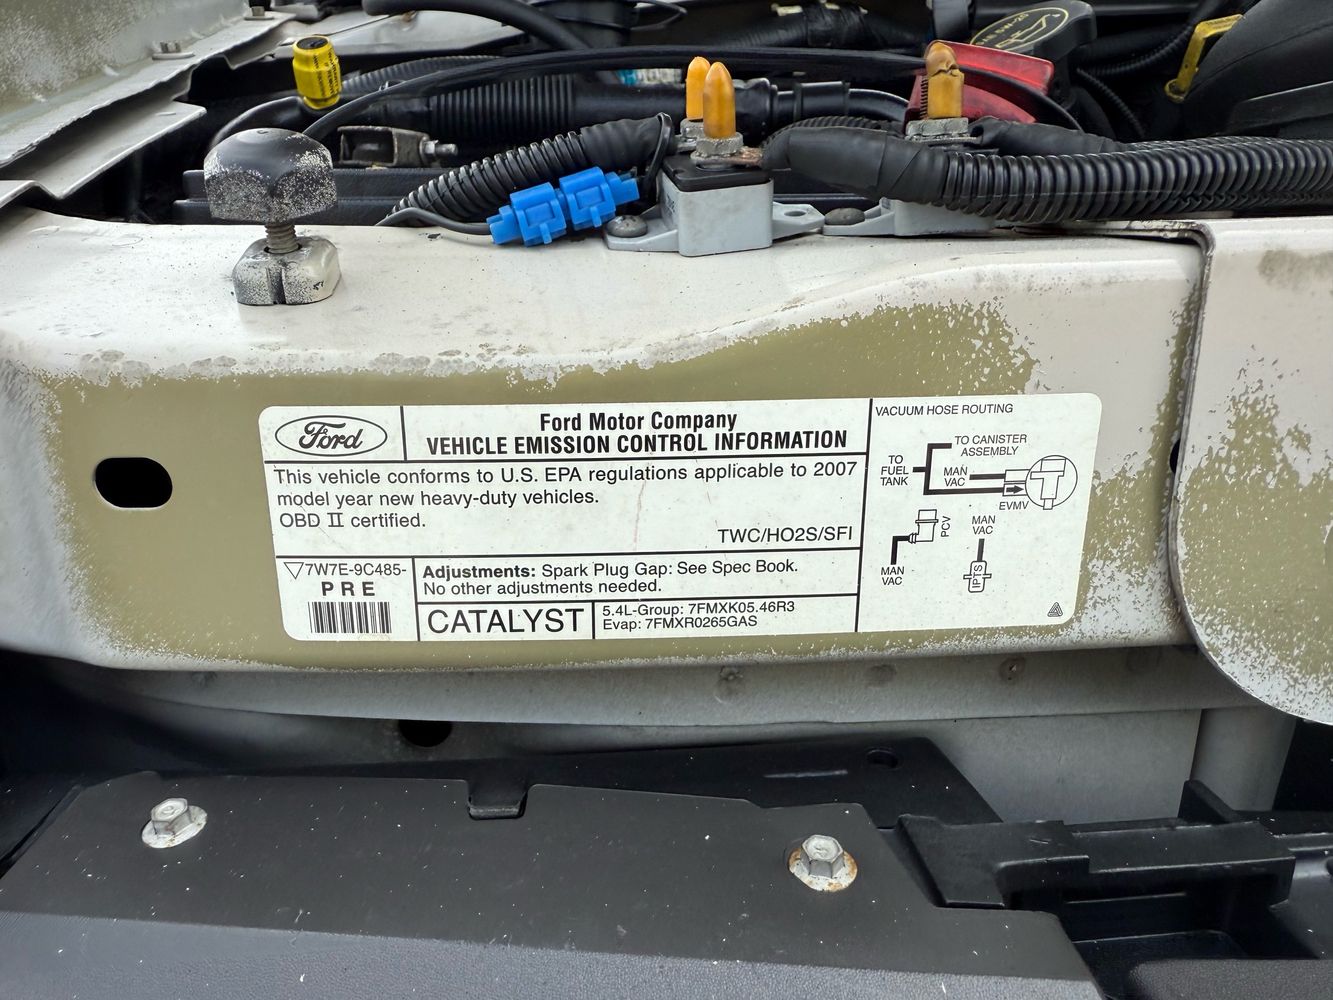 5W-20
Ford
Ford Motor Company
VEHICLE EMISSION CONTROL INFORMATION
This vehicle conforms to U.S. EPA regulations applicable to 2007
model year new heavy-duty vehicles.
OBD II certified.
TWC/HO2S/SFI
7W7E-9C485-
PRE
Adjustments: Spark Plug Gap: See Spec Book.
No other adjustments needed.
CATALYST
5.4L-Group: 7FMXK05.46R3
Evap: 7FMXR0265GAS
VACUUM HOSE ROUTING
TO CANISTER
ASSEMBLY
TO
FUEL
TANK
MAN
VAC
EVMV
PCV
MAN
VAC
MAN
VAC
IPTS